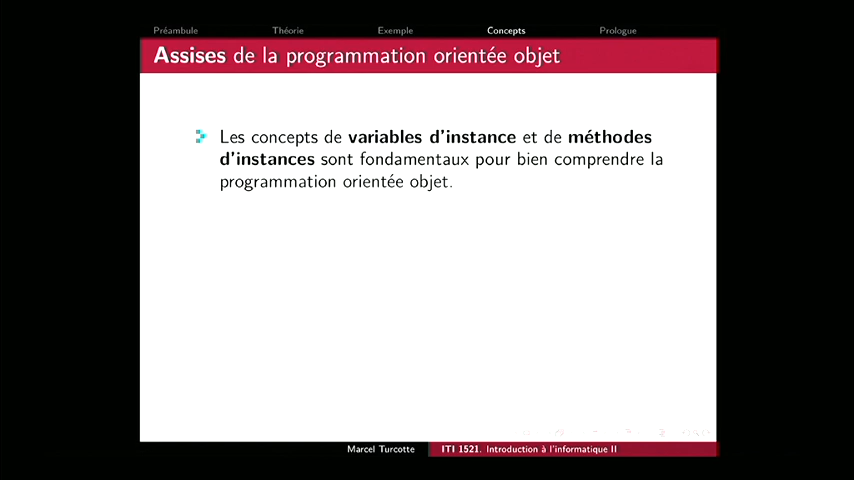 Préambule Théorie Exemple Concepts Prologue
Assises de la programmation orientée objet
Les concepts de variables d'instance et de méthodes
d'instances sont fondamentaux pour bien comprendre la
programmation orientée objet.
Marcel Turcotte ITI 1521. Introduction à l'informatique II